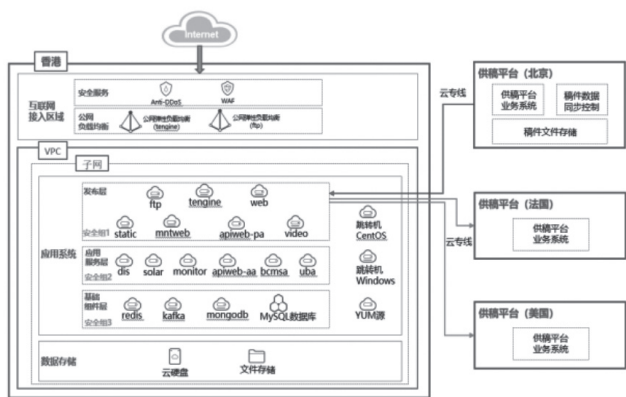 Internet
香港
互联网
接入区域
安全服务
Anti-DDoS
WAF
公网
负载均衡
公网弹性负载均衡
(tengine)
公网弹性负载均衡
(ftp)
VPC
子网
应用系统
发布层
安全组1
ftp
tengine
web
static
mntweb
apiweb-pa
video
应用
服务层
安全组2
dis
solar
monitor
apiweb-aa
bcmsa
uba
基础
组件层
安全组3
redis
kafka
mongodb
MySQL数据库
跳转机
CentOS
跳转机
Windows
YUM源
数据存储
云硬盘
文件存储
云专线
云专线
供稿平台（北京）
供稿平台
业务系统
稿件数据
同步控制
稿件文件存储
供稿平台（法国）
供稿平台
业务系统
供稿平台（美国）
供稿平台
业务系统